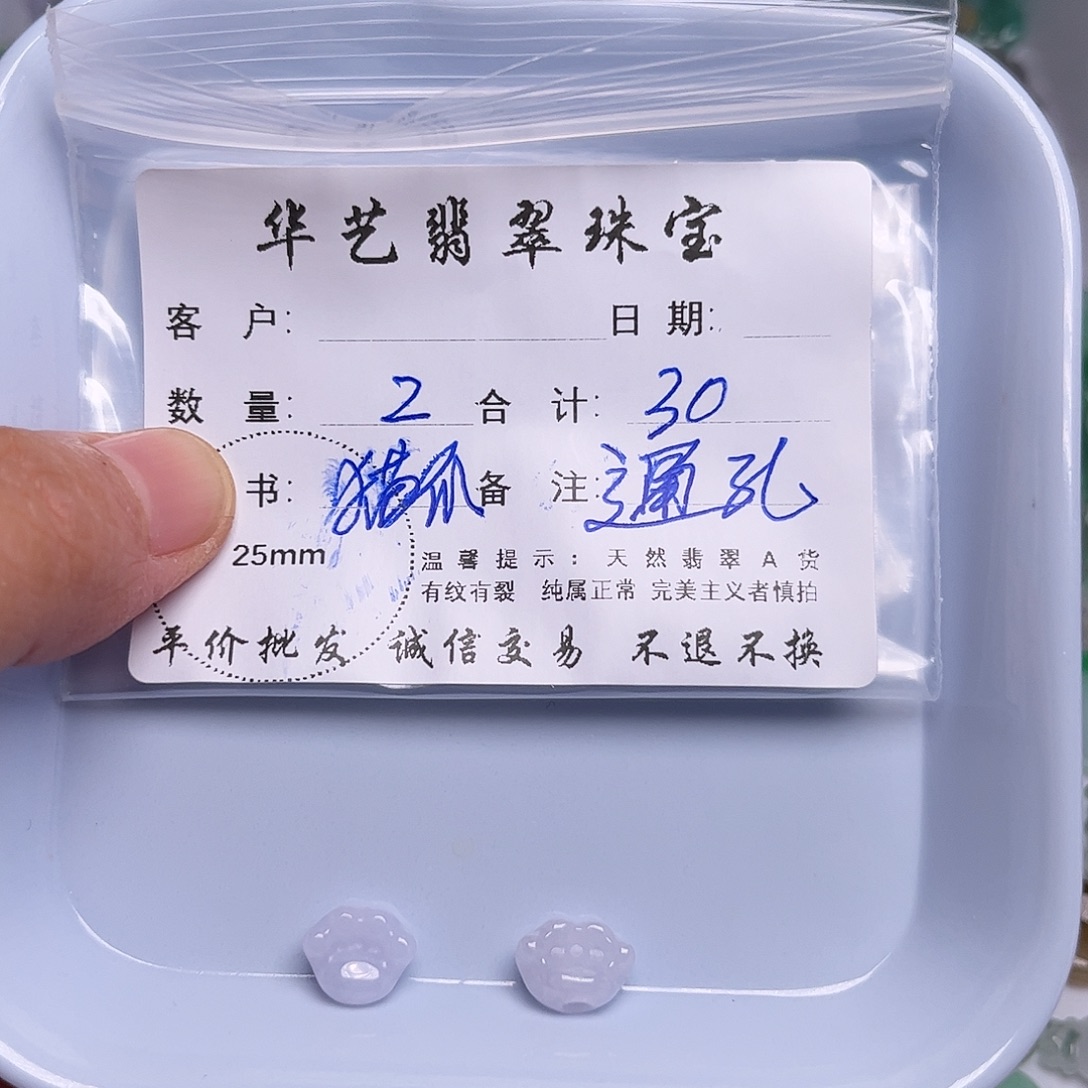 华艺翡翠珠宝
客户： 日期：
数量：2 合计：30
书：猫爪 备注：通孔
25mm
温馨提示：天然翡翠A货
有纹有裂 纯属正常 完美主义者慎拍
平价批发 诚信交易 不退不换